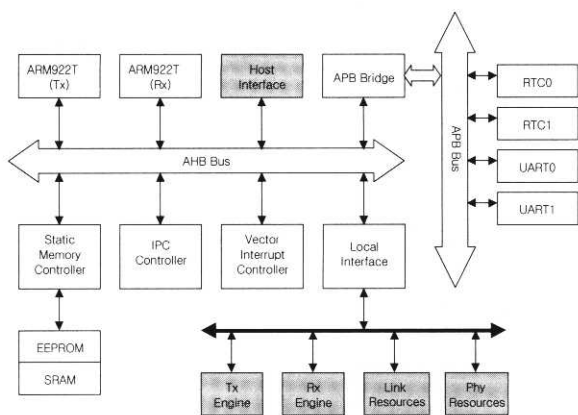 ARM922T
(Tx)
ARM922T
(Rx)
Host
Interface
APB Bridge
RTC0
RTC1
UART0
UART1
APB Bus
AHB Bus
Static
Memory
Controller
IPC
Controller
Vector
Interrupt
Controller
Local
Interface
EEPROM
SRAM
Tx
Engine
Rx
Engine
Link
Resources
Phy
Resources